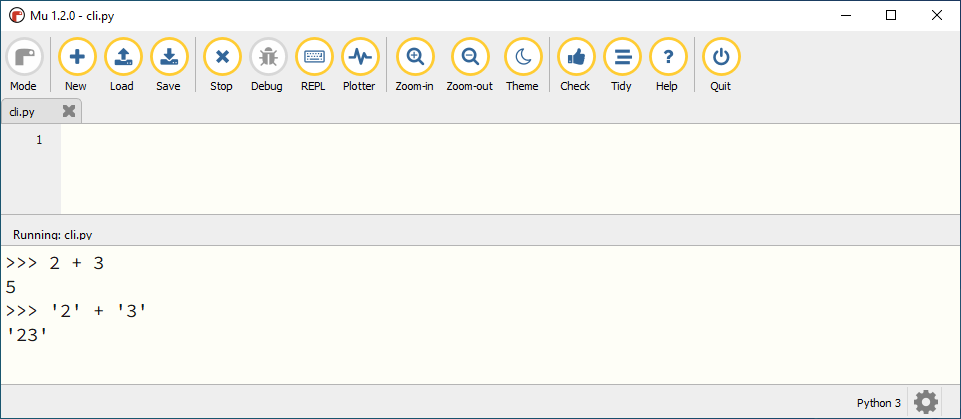 Mu 1.2.0 - cli.py
Mode New Load Save Stop Debug REPL Plotter Zoom-in Zoom-out Theme Check Tidy Help Quit
cli.py
1
Running: cli.py
>>> 2 + 3
5
>>> '2' + '3'
'23'
Python 3